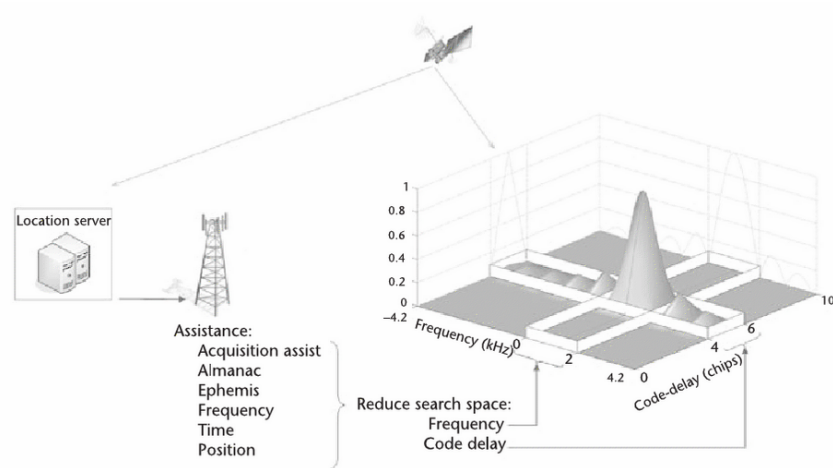 Location server
Assistance:
Acquisition assist
Almanac
Ephemis
Frequency
Time
Position
Reduce search space:
Frequency
Code delay
1
0.8
0.6
0.4
0.2
0
−4.2
Frequency (kHz)
0
2
4.2
0
Code-delay (chips)
4
6
10